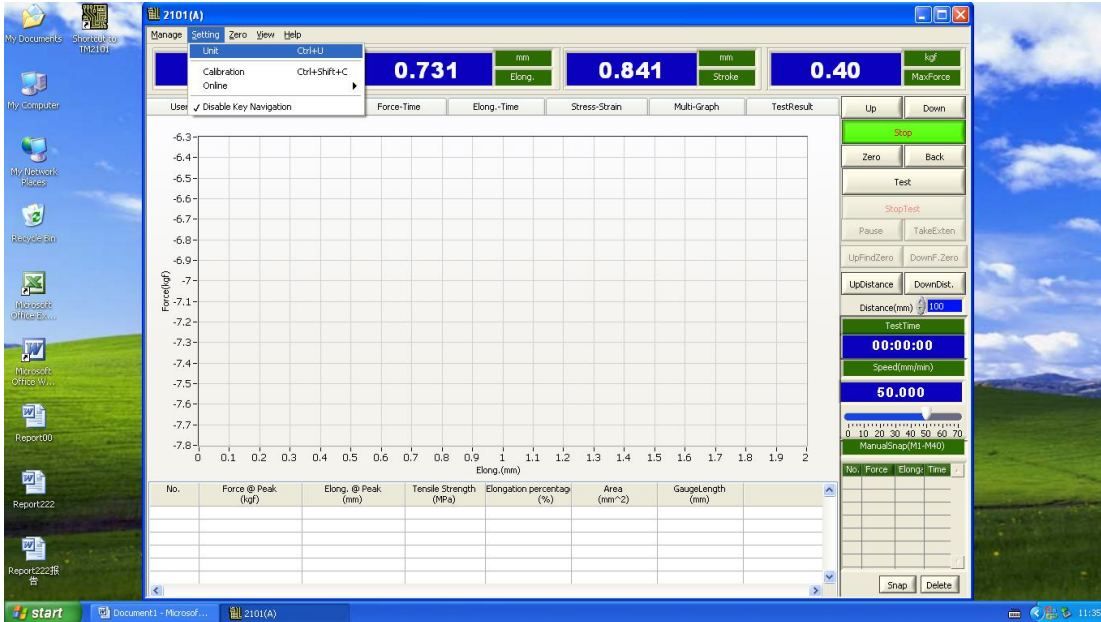 My Documents
Shortcut to
TM2101
My Computer
My Network
Places
Recycle Bin
Microsoft
Office Ex...
Microsoft
Office W...
Report00
Report222
Report222报
告
2101(A)
Manage Setting Zero View Help
Unit Ctrl+U
Calibration Ctrl+Shift+C
Online
Disable Key Navigation
0.731 mm Elong.
0.841 mm Stroke
0.40 kgf MaxForce
User Force-Time Elong.-Time Stress-Strain Multi-Graph TestResult
Force(kgf)
-6.3
-6.4
-6.5
-6.6
-6.7
-6.8
-6.9
-7
-7.1
-7.2
-7.3
-7.4
-7.5
-7.6
-7.7
-7.8
0 0.1 0.2 0.3 0.4 0.5 0.6 0.7 0.8 0.9 1 1.1 1.2 1.3 1.4 1.5 1.6 1.7 1.8 1.9 2
Elong.(mm)
No. Force @ Peak Elong. @ Peak Tensile Strength Elongation percentag Area GaugeLength
(kgf) (mm) (MPa) (%) (mm^2) (mm)
Up Down
Stop
Zero Back
Test
StopTest
Pause TakeExten
UpFindZero DownF.Zero
UpDistance DownDist.
Distance(mm) 100
TestTime
00:00:00
Speed(mm/min)
50.000
0 10 20 30 40 50 60 70
ManualSnap(M1-M40)
No. Force Elong. Time
Snap Delete
start Document1 - Microsof... 2101(A) 11:35